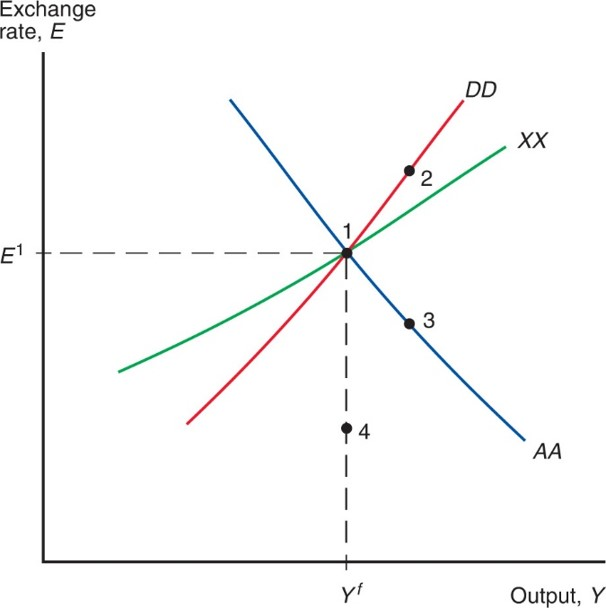 Exchange
rate, E
DD
XX
2
1
E¹
3
4
AA
Yᶠ
Output, Y